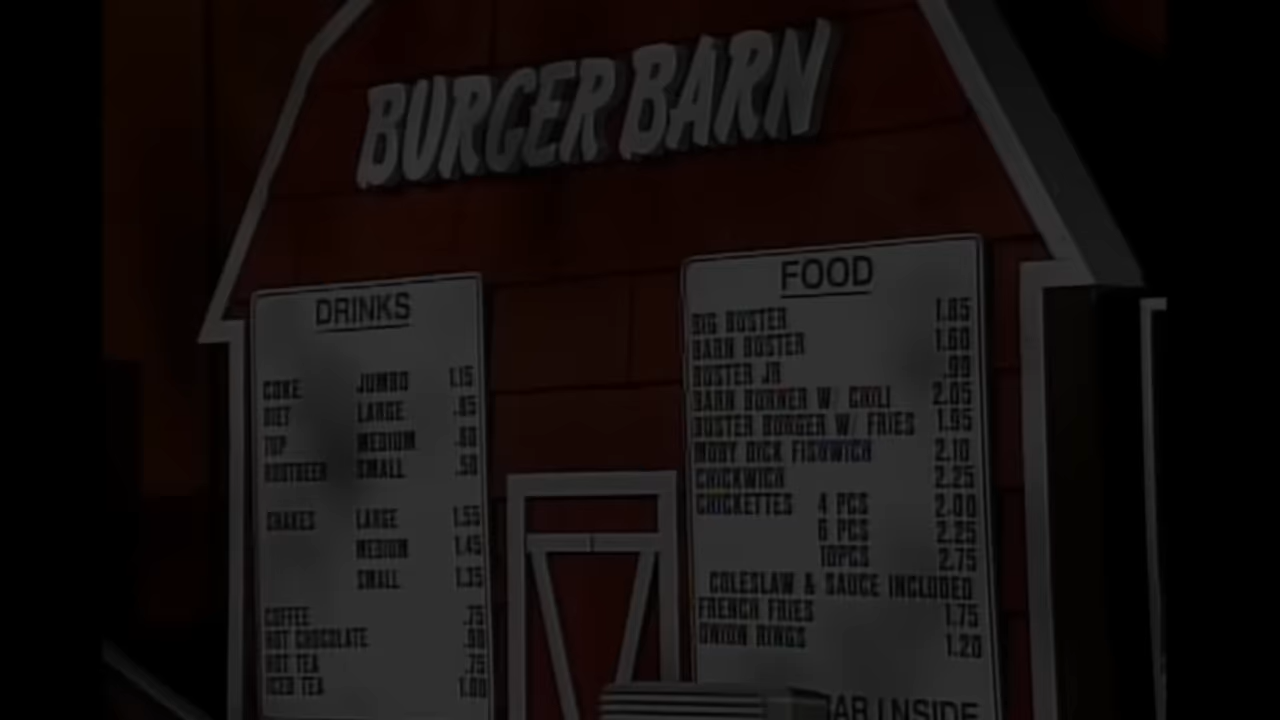 BURGER BARN
DRINKS
COKE JUMBO 1.15
DIET LARGE .85
7UP MEDIUM .60
ROOTBEER SMALL .50
SHAKES LARGE 1.55
MEDIUM 1.45
SMALL 1.35
COFFEE .75
HOT CHOCOLATE .90
HOT TEA .75
ICED TEA 1.00
FOOD
BIG BUSTER 1.85
BARN BUSTER 1.60
BUSTER JR .99
BARN BURNER W/ CHILI 2.05
BUSTER BURGER W/ FRIES 1.95
MOBY DICK FISHWICH 2.10
CHICKWICH 2.25
CHICKETTES 4 PCS 2.00
6 PCS 2.25
10PCS 2.75
COLESLAW & SAUCE INCLUDED
FRENCH FRIES 1.75
ONION RINGS 1.20
BAR INSIDE